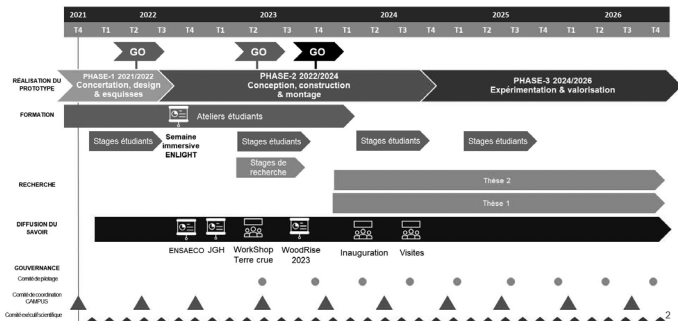 2021 2022 2023 2024 2025 2026
T4 T1 T2 T3 T4 T1 T2 T3 T4 T1 T2 T3 T4 T1 T2 T3 T4 T1 T2 T3 T4
GO GO GO
RÉALISATION DU
PROTOTYPE
PHASE-1 2021/2022
Concertation, design
& esquisses
PHASE-2 2022/2024
Conception, construction
& montage
PHASE-3 2024/2026
Expérimentation & valorisation
FORMATION
Ateliers étudiants
Stages étudiants
Semaine
immersive
ENLIGHT
Stages étudiants
Stages étudiants
Stages étudiants
Stages de
recherche
RECHERCHE
Thèse 2
Thèse 1
DIFFUSION DU
SAVOIR
ENSAECO
JGH
WorkShop
Terre crue
WoodRise
2023
Inauguration
Visites
GOUVERNANCE
Comité de pilotage
Comité de coordination
CAMPUS
Comité exécutif scientifique
2